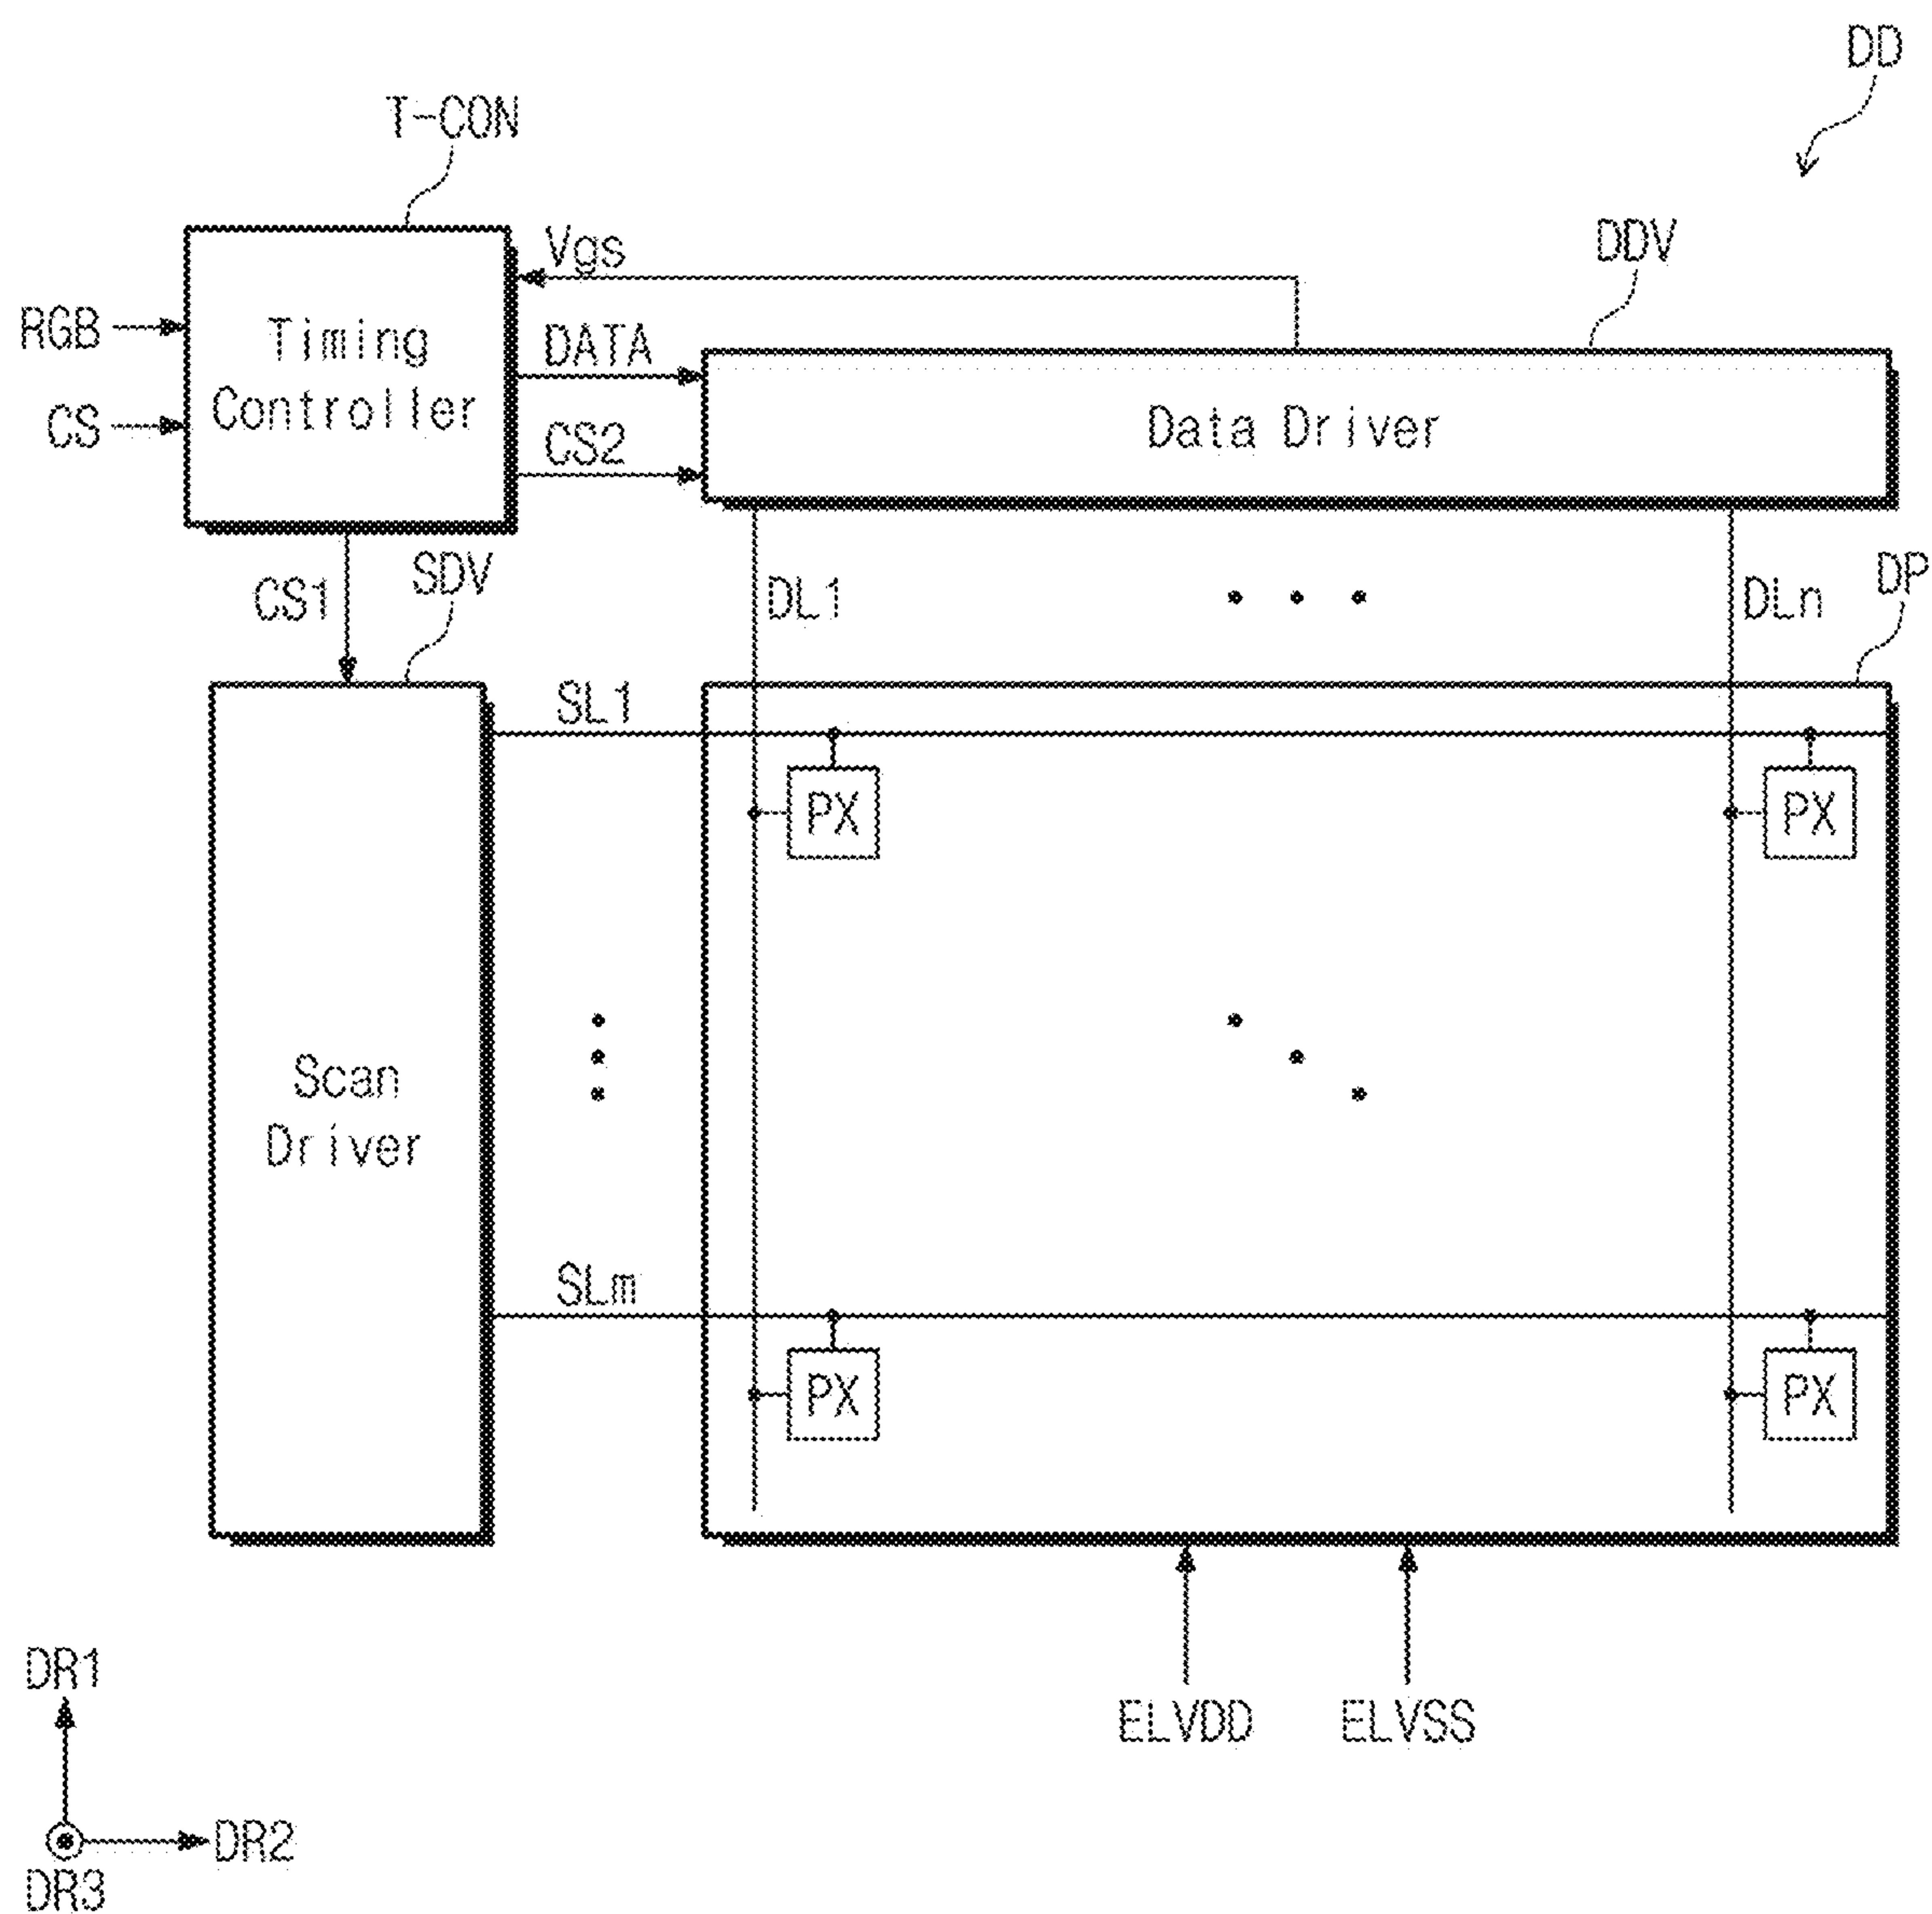 DD
T-CON
Vgs
DDV
RGB
Timing
Controller
DATA
CS
CS2
Data Driver
CS1
SDV
DL1
DLn
DP
SL1
PX
PX
Scan
Driver
SLm
PX
PX
ELVDD
ELVSS
DR1
DR2
DR3